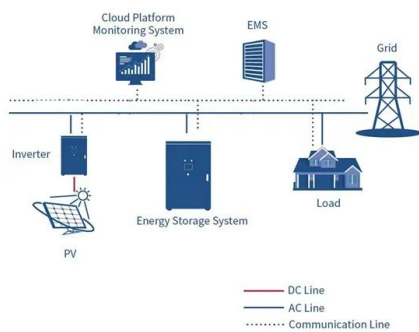 Cloud Platform
Monitoring System
EMS
Grid
Inverter
Energy Storage System
Load
PV
DC Line
AC Line
Communication Line